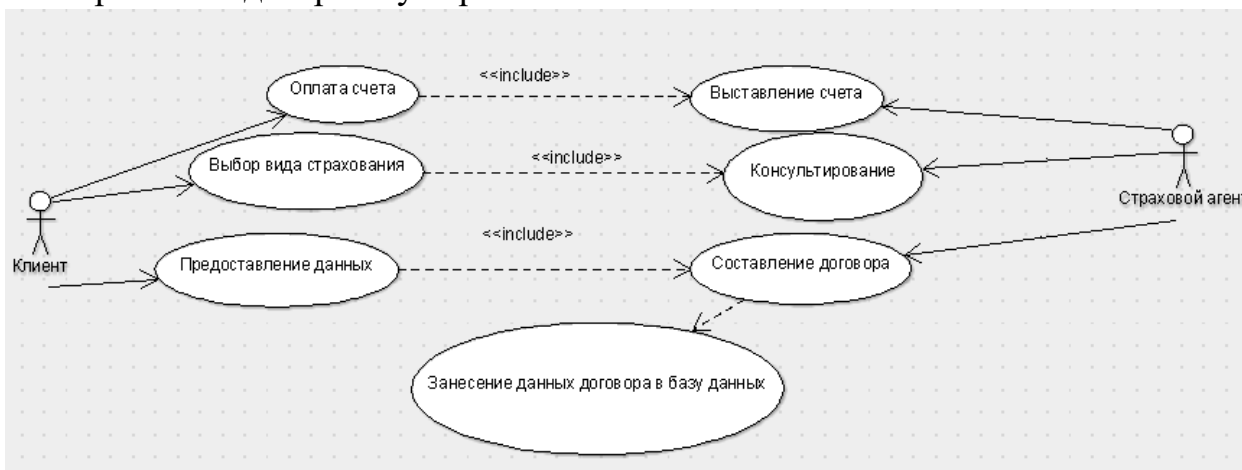 <<include>>
Оплата счета
Выставление счета
<<include>>
Выбор вида страхования
Консультирование
Страховой агент
<<include>>
Клиент
Предоставление данных
Составление договора
Занесение данных договора в базу данных